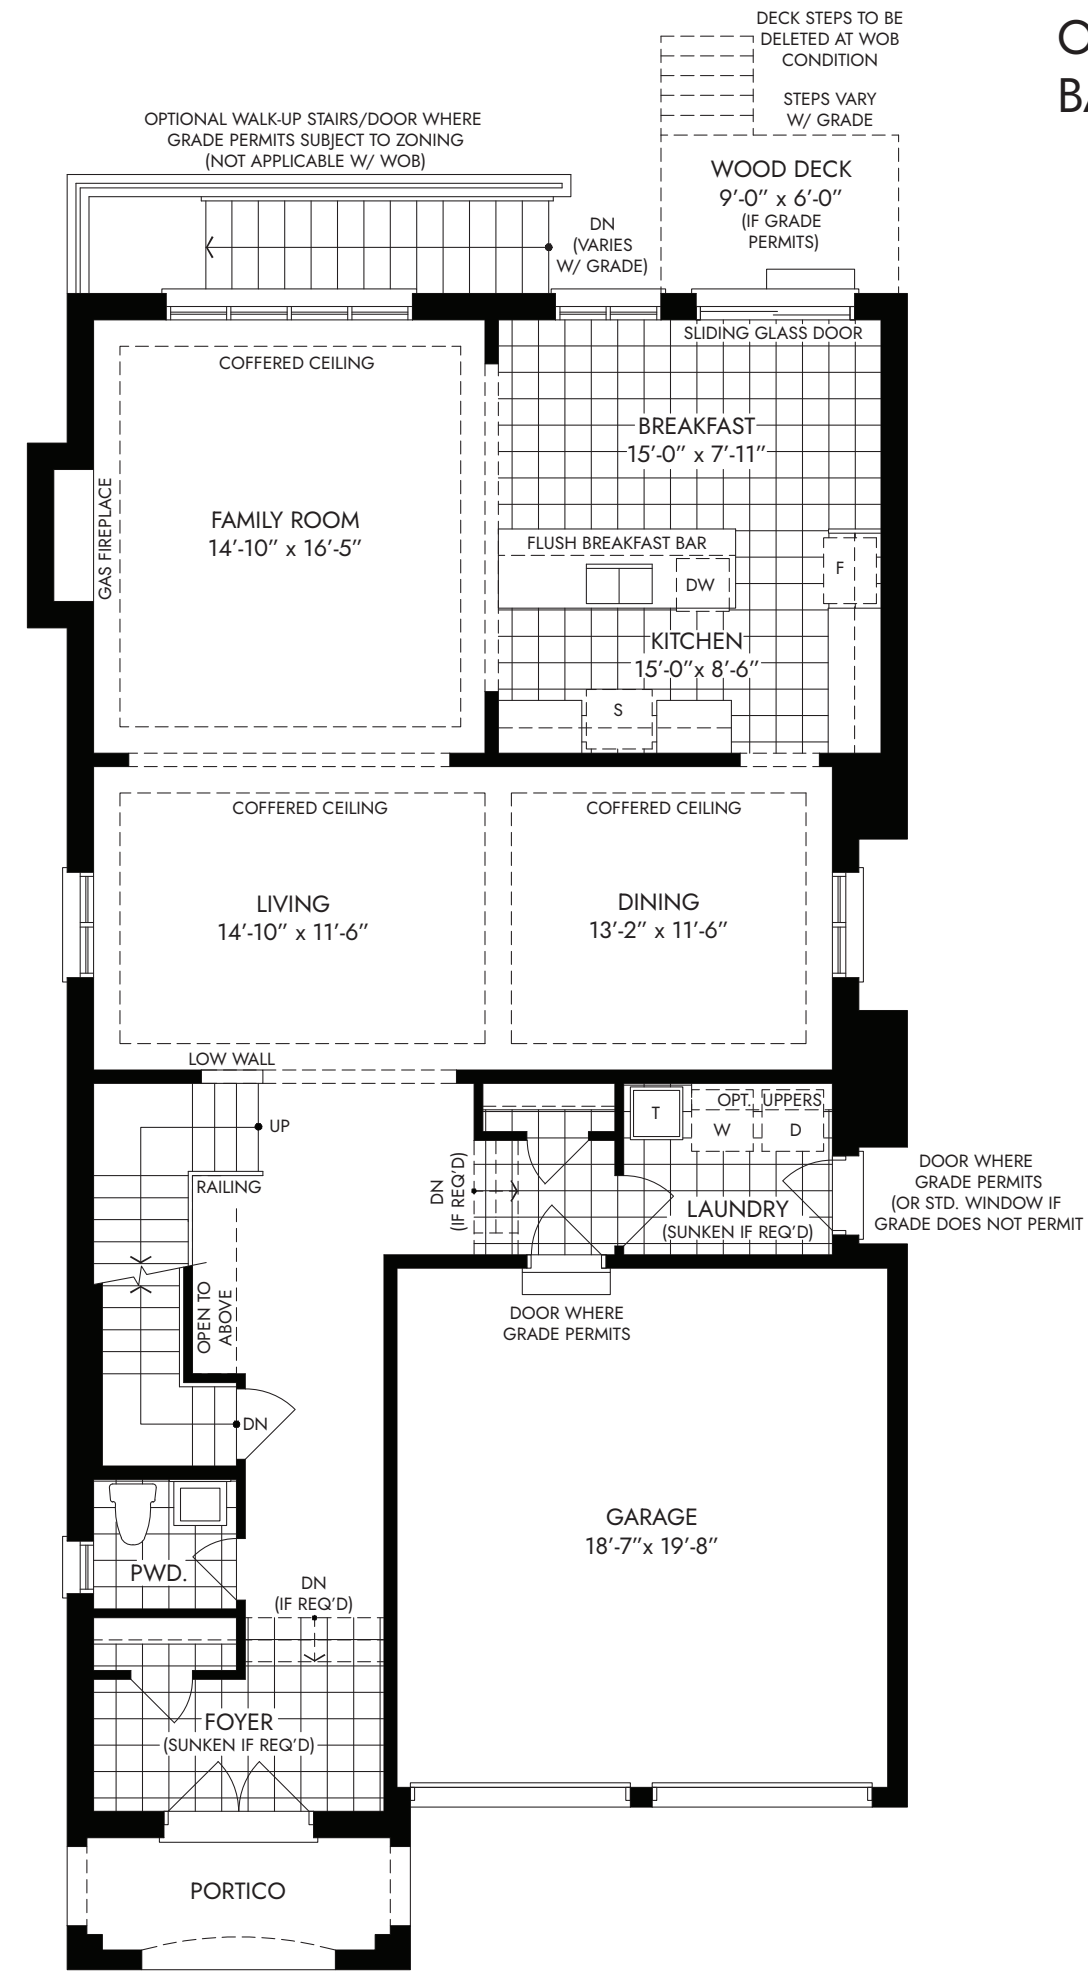 DECK STEPS TO BE
DELETED AT WOB
CONDITION
O
BA
STEPS VARY
W/ GRADE
OPTIONAL WALK-UP STAIRS/DOOR WHERE
GRADE PERMITS SUBJECT TO ZONING
(NOT APPLICABLE W/ WOB)
WOOD DECK
9'-0" x 6'-0"
(IF GRADE
PERMITS)
DN
(VARIES
W/ GRADE)
SLIDING GLASS DOOR
COFFERED CEILING
BREAKFAST
15'-0" x 7'-11"
GAS FIREPLACE
FAMILY ROOM
14'-10" x 16'-5"
FLUSH BREAKFAST BAR
DW
F
KITCHEN
15'-0"x 8'-6"
S
COFFERED CEILING
COFFERED CEILING
LIVING
14'-10" x 11'-6"
DINING
13'-2" x 11'-6"
LOW WALL
UP
T
OPT. UPPERS
W
D
RAILING
DN
(IF REQ'D)
LAUNDRY
(SUNKEN IF REQ'D)
DOOR WHERE
GRADE PERMITS
(OR STD. WINDOW IF
GRADE DOES NOT PERMIT
OPEN TO
ABOVE
DOOR WHERE
GRADE PERMITS
DN
GARAGE
18'-7"x 19'-8"
PWD.
DN
(IF REQ'D)
FOYER
(SUNKEN IF REQ'D)
PORTICO